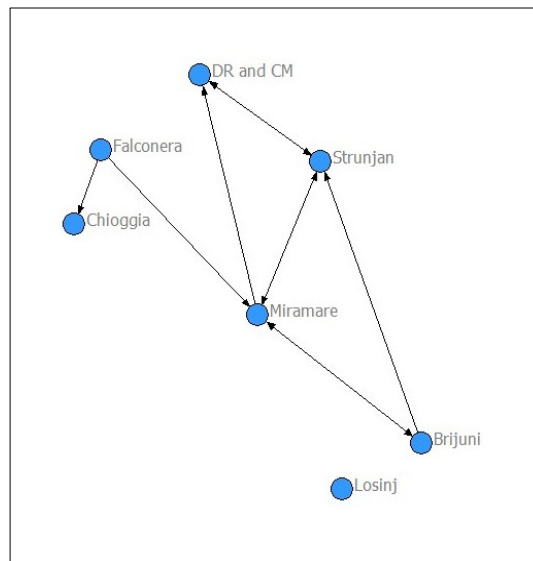 DR and CM
Falconera
Strunjan
Chioggia
Miramare
Brijuni
Losinj